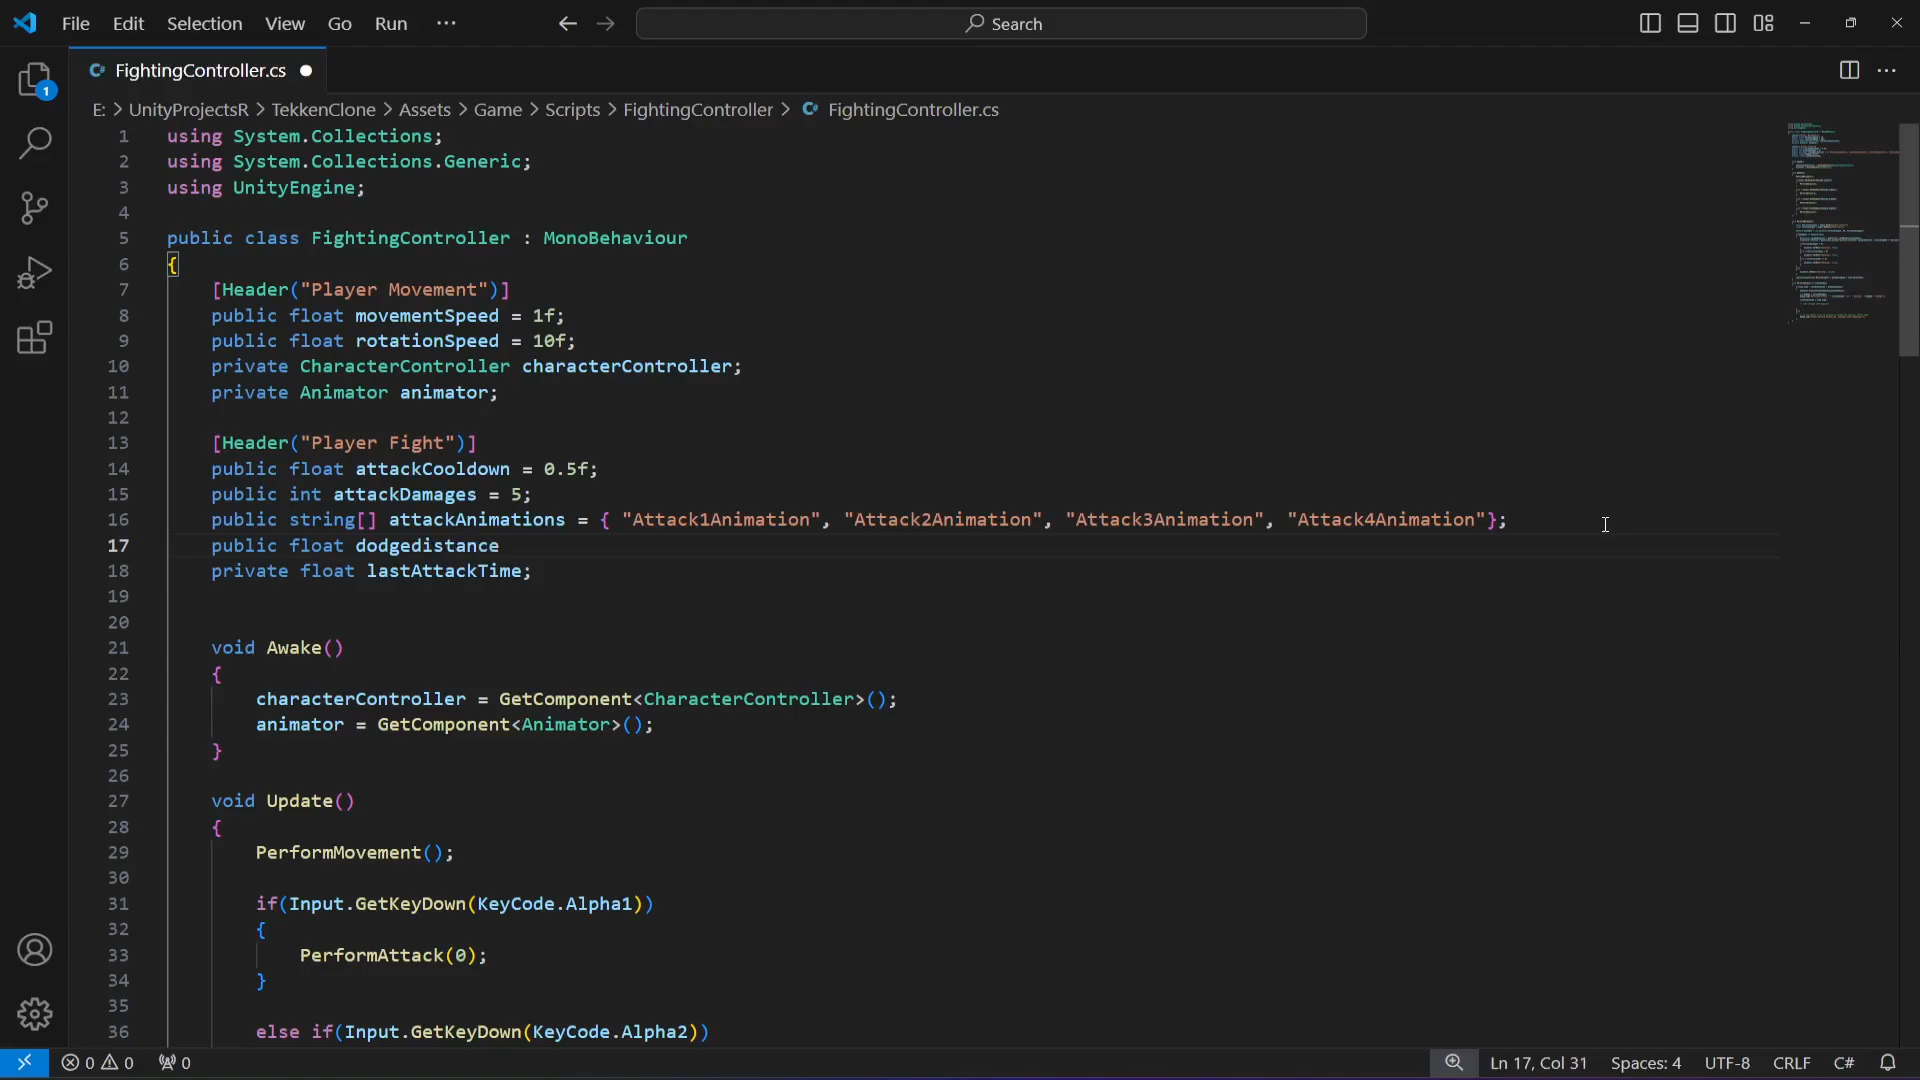 File Edit Selection View Go Run ··· Search
C# FightingController.cs
E: > UnityProjectsR > TekkenClone > Assets > Game > Scripts > FightingController > C# FightingController.cs
1
1 using System.Collections;
2 using System.Collections.Generic;
3 using UnityEngine;
4
5 public class FightingController : MonoBehaviour
6 {
7 [Header("Player Movement")]
8 public float movementSpeed = 1f;
9 public float rotationSpeed = 10f;
10 private CharacterController characterController;
11 private Animator animator;
12
13 [Header("Player Fight")]
14 public float attackCooldown = 0.5f;
15 public int attackDamages = 5;
16 public string[] attackAnimations = { "Attack1Animation", "Attack2Animation", "Attack3Animation", "Attack4Animation"};
17 public float dodgedistance
18 private float lastAttackTime;
19
20
21 void Awake()
22 {
23 characterController = GetComponent<CharacterController>();
24 animator = GetComponent<Animator>();
25 }
26
27 void Update()
28 {
29 PerformMovement();
30
31 if(Input.GetKeyDown(KeyCode.Alpha1))
32 {
33 PerformAttack(0);
34 }
35
36 else if(Input.GetKeyDown(KeyCode.Alpha2))
0 0 0 Ln 17, Col 31 Spaces: 4 UTF-8 CRLF C#